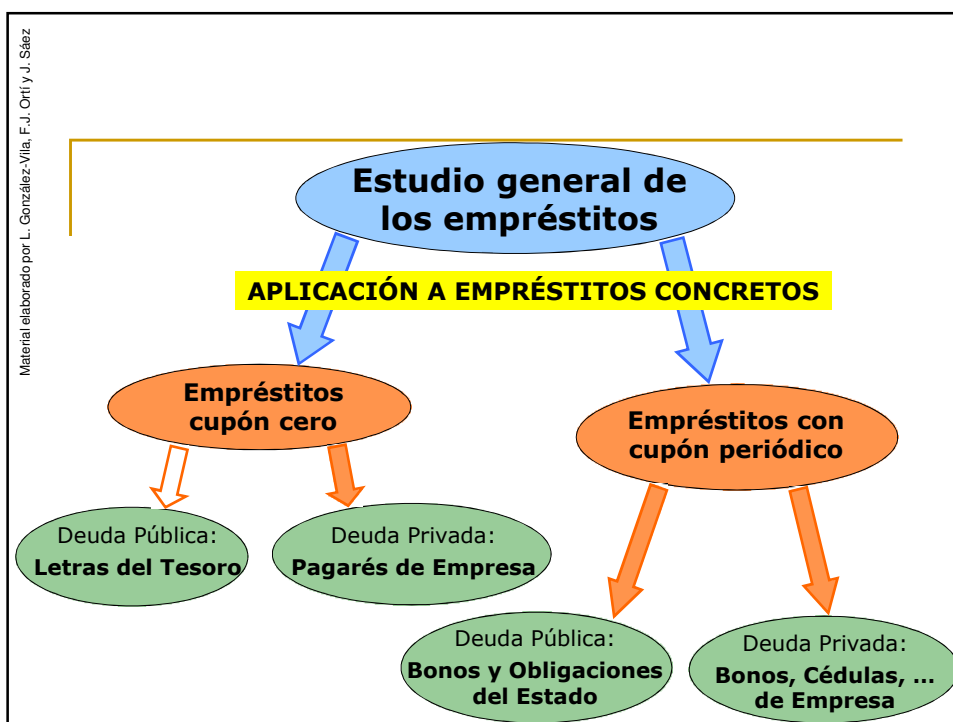 Material elaborado por L. González-Vila, F.J. Ortí y J. Sáez
Estudio general de
los empréstitos
APLICACIÓN A EMPRÉSTITOS CONCRETOS
Empréstitos
cupón cero
Empréstitos con
cupón periódico
Deuda Pública:
Letras del Tesoro
Deuda Privada:
Pagarés de Empresa
Deuda Pública:
Bonos y Obligaciones
del Estado
Deuda Privada:
Bonos, Cédulas, ...
de Empresa